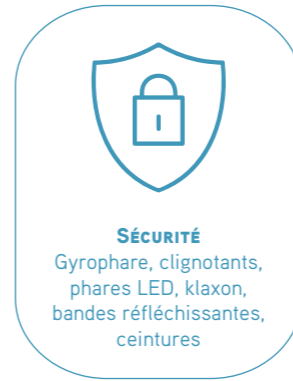 SÉCURITÉ
Gyrophare, clignotants,
phares LED, klaxon,
bandes réfléchissantes,
ceintures